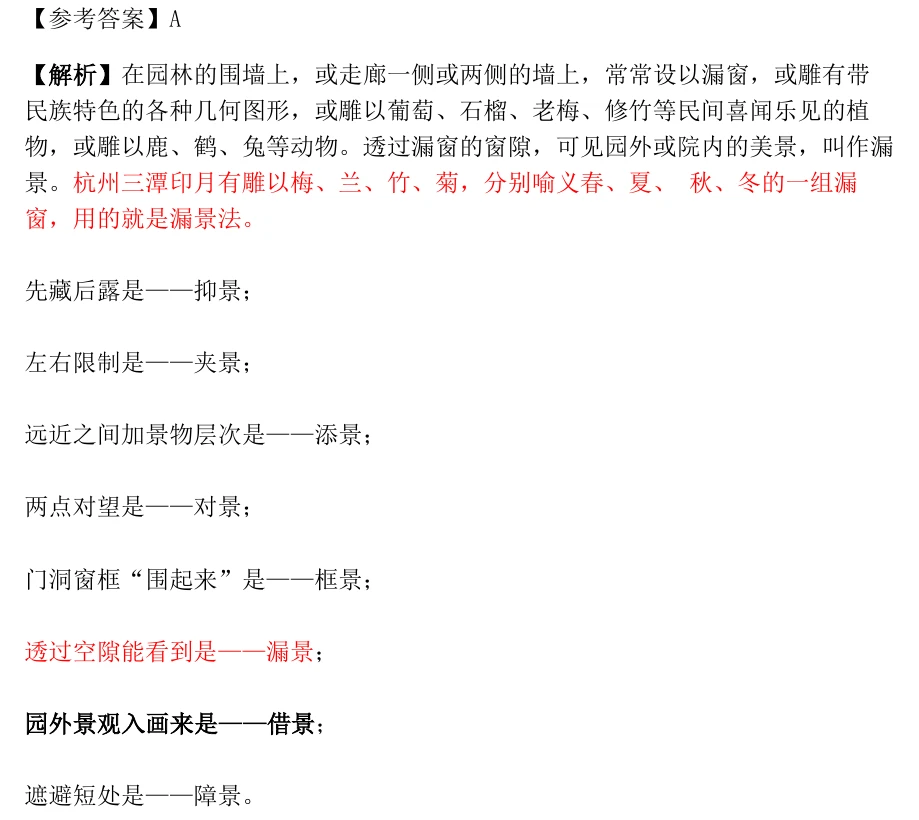 【参考答案】A
【解析】在园林的围墙上，或走廊一侧或两侧的墙上，常常设以漏窗，或雕有带
民族特色的各种几何图形，或雕以葡萄、石榴、老梅、修竹等民间喜闻乐见的植
物，或雕以鹿、鹤、兔等动物。透过漏窗的窗隙，可见园外或院内的美景，叫作漏
景。杭州三潭印月有雕以梅、兰、竹、菊，分别喻义春、夏、 秋、冬的一组漏
窗，用的就是漏景法。
先藏后露是——抑景；
左右限制是——夹景；
远近之间加景物层次是——添景；
两点对望是——对景；
门洞窗框“围起来”是——框景；
透过空隙能看到是——漏景；
园外景观入画来是——借景；
遮避短处是——障景。